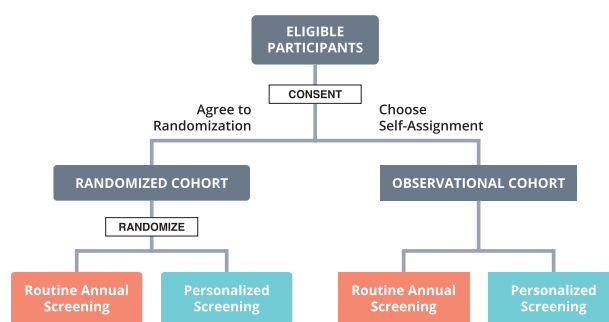 ELIGIBLE
PARTICIPANTS
CONSENT
Agree to
Randomization
Choose
Self-Assignment
RANDOMIZED COHORT
OBSERVATIONAL COHORT
RANDOMIZE
Routine Annual
Screening
Personalized
Screening
Routine Annual
Screening
Personalized
Screening